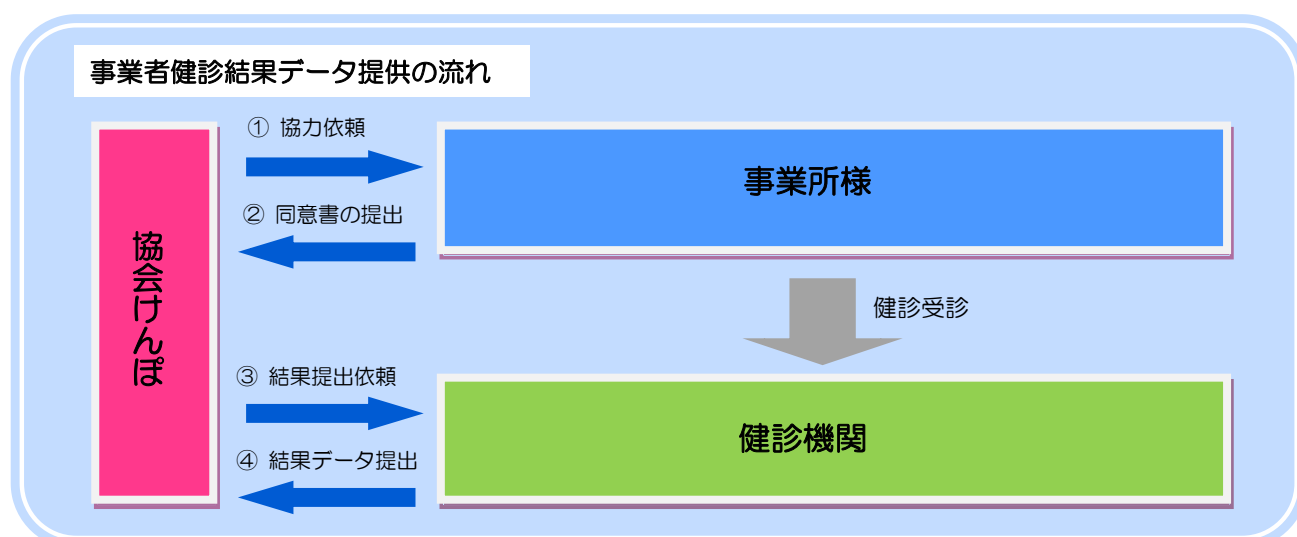 事業者健診結果データ提供の流れ
協会けんぽ
① 協力依頼
② 同意書の提出
事業所様
健診受診
③ 結果提出依頼
④ 結果データ提出
健診機関